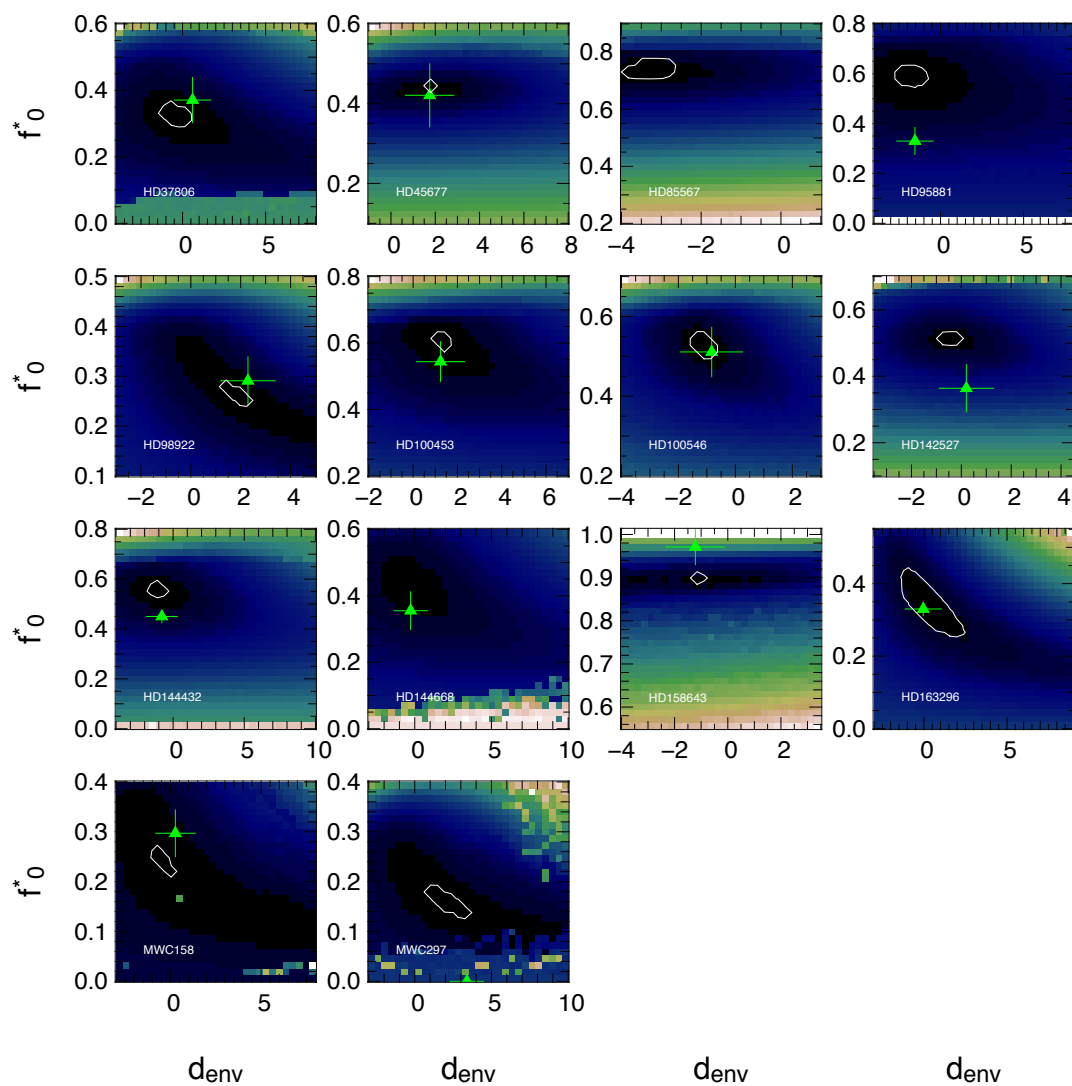 0.6 0.6 0.8
f*0 0.4 0.4 0.8 0.6
0.2 0.2 0.6 0.4
HD37806 HD45677 0.4 HD85567 0.2 HD95881
0.0 0.0 0.2 0.0
0 5 0 2 4 6 8 −4 −2 0 0 5
0.5 0.8
f*0 0.4 0.6 0.6 0.6
0.3 0.4
0.2 HD98922 0.4 HD100453 0.4 HD100546 0.2 HD142527
0.1 0.2 0.2
−2 0 2 4 −2 0 2 4 6 −4 −2 0 2 −2 0 2 4
0.8 0.6 1.0
f*0 0.6 0.4 0.9 0.4
0.4 0.8
0.2 0.2 0.7 0.2
HD144432 HD144668 0.6 HD158643 HD163296
0.0 0.0 0.0
0 5 10 0 5 10 −4 −2 0 2 0 5
0.4 0.4
f*0 0.3 0.3
0.2 0.2
0.1 MWC158 0.1 MWC297
0.0 0.0
0 5 0 5 10
denv denv denv denv